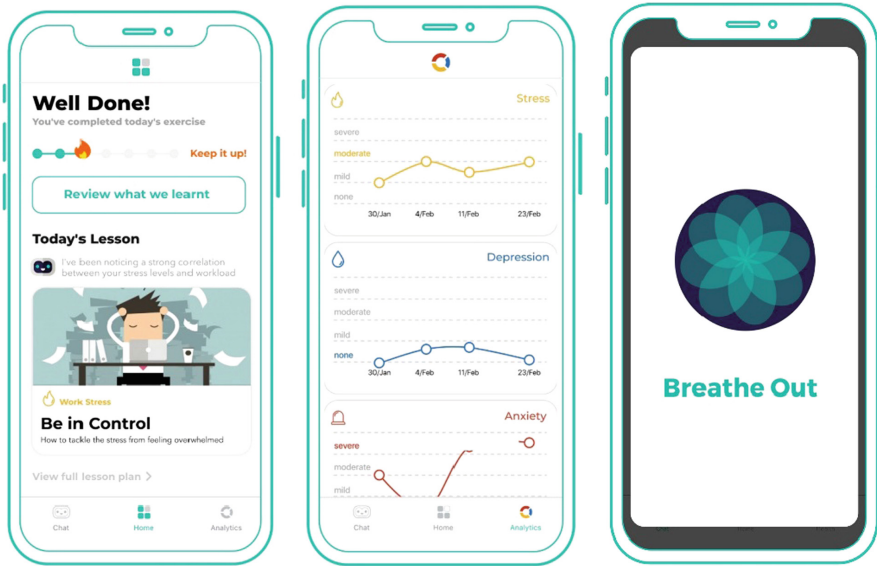 Well Done!
You've completed today's exercise
Keep it up!
Review what we learnt
Today's Lesson
I've been noticing a strong correlation
between your stress levels and workload
Work Stress
Be in Control
How to tackle the stress from feeling overwhelmed
View full lesson plan >
Chat
Home
Analytics
Stress
severe
moderate
mild
none
30/Jan
4/Feb
11/Feb
23/Feb
Depression
severe
moderate
mild
none
30/Jan
4/Feb
11/Feb
23/Feb
Anxiety
severe
moderate
mild
Chat
Home
Analytics
Breathe Out